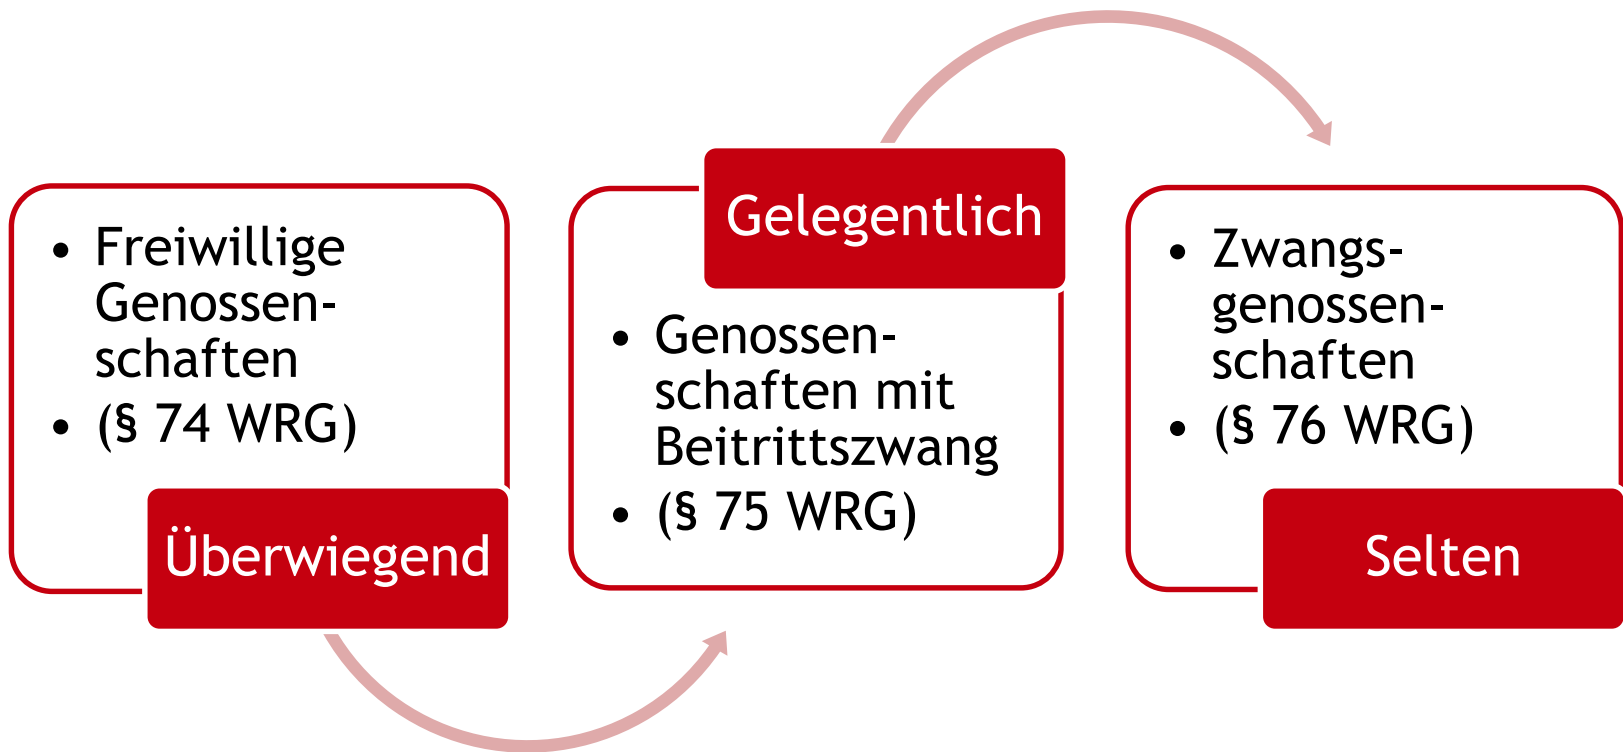 • Freiwillige
Genossen-
schaften
• (§ 74 WRG)
Überwiegend
Gelegentlich
• Genossen-
schaften mit
Beitrittszwang
• (§ 75 WRG)
• Zwangs-
genossen-
schaften
• (§ 76 WRG)
Selten